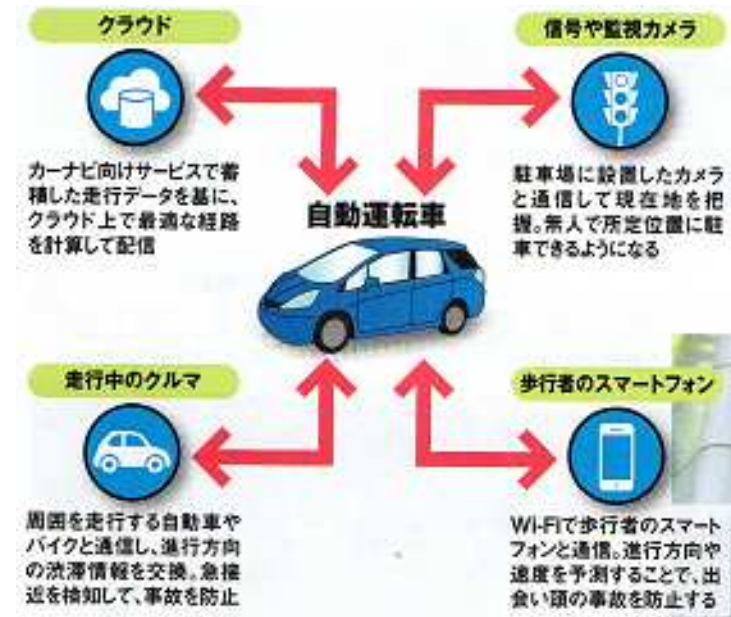 クラウド
カーナビ向けサービスで蓄
積した走行データを基に、
クラウド上で最適な経路
を計算して配信
信号や監視カメラ
駐車場に設置したカメラ
と通信して現在地を把
握。無人で所定位置に駐
車できるようになる
自動運転車
走行中のクルマ
周囲を走行する自動車や
バイクと通信し、進行方向
の渋滞情報を交換。急接
近を検知して、事故を防止
歩行者のスマートフォン
Wi-Fiで歩行者のスマート
フォンと通信。進行方向や
速度を予測することで、出
会い頭の事故を防止する